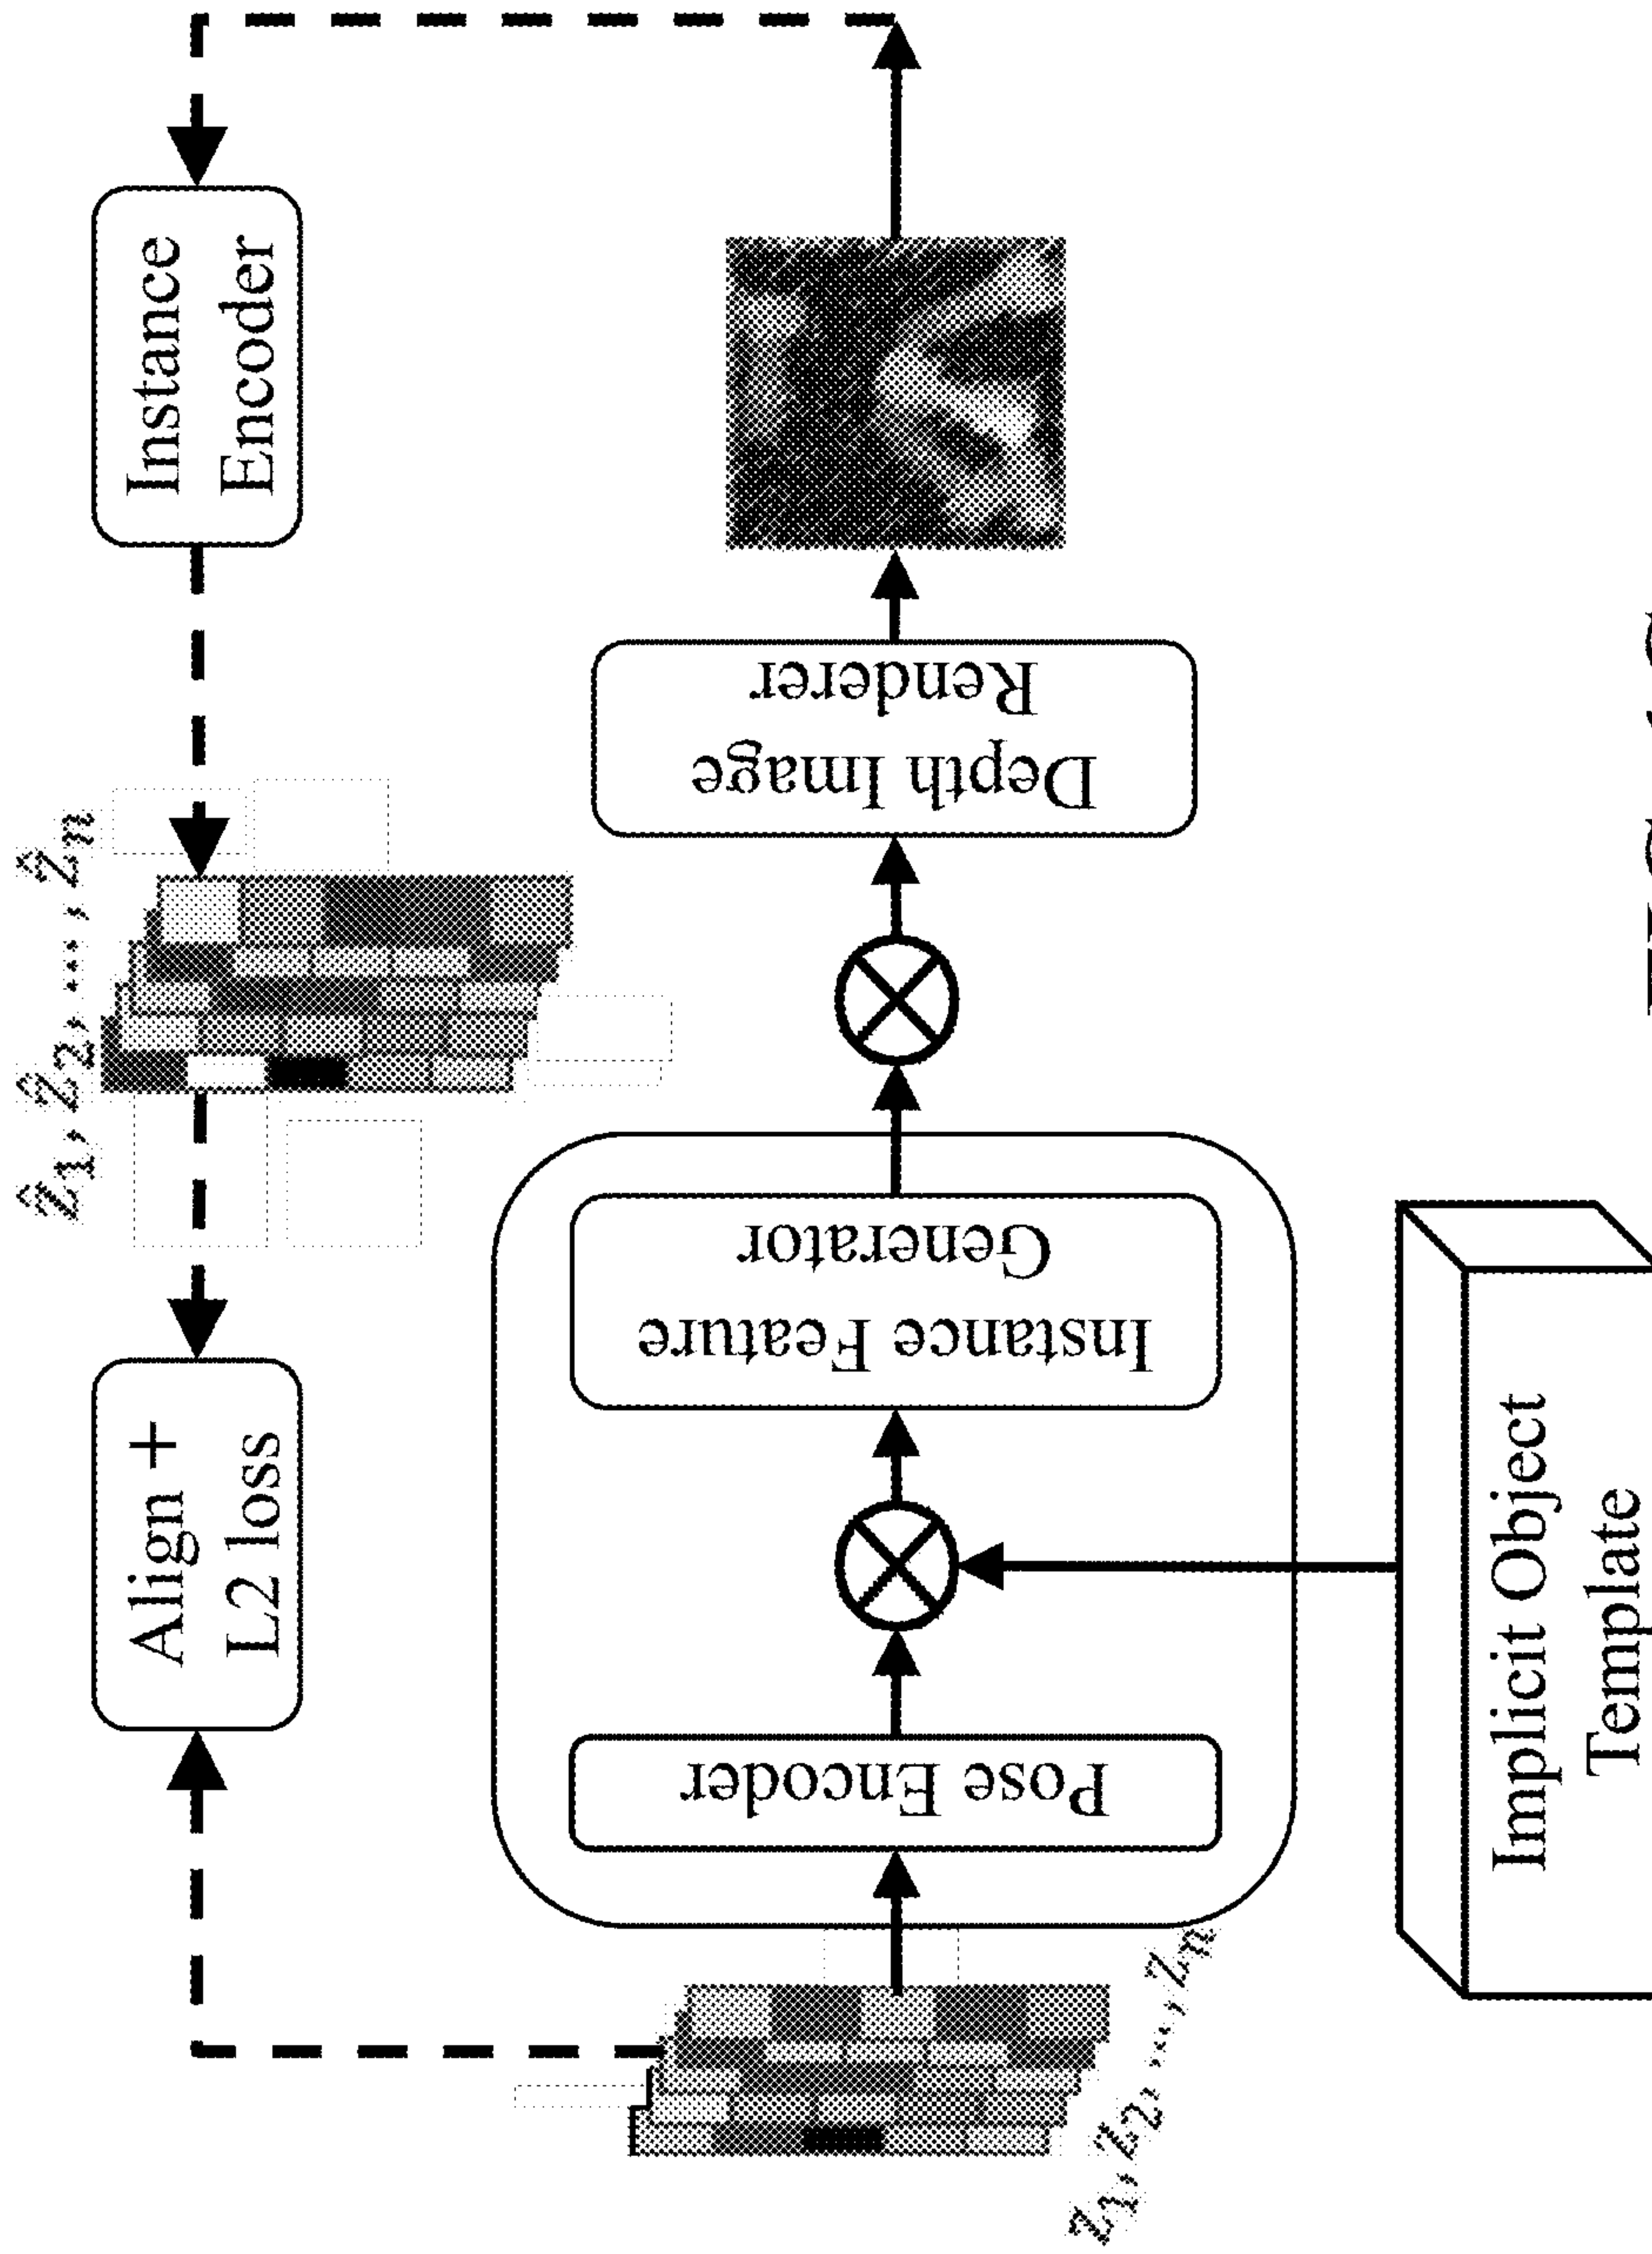 Align +
L2 loss
ẑ1, ẑ2, ..., ẑn
Instance
Encoder
z1, z2, ..., zn
Pose Encoder
Instance Feature
Generator
Depth Image
Renderer
Implicit Object
Template